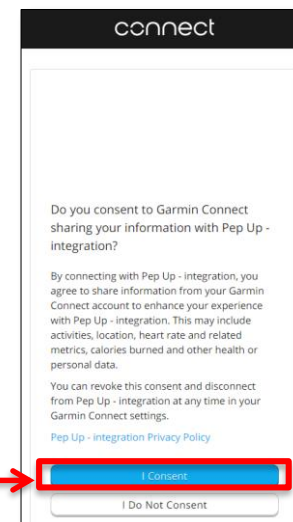 connect
Do you consent to Garmin Connect
sharing your information with Pep Up -
integration?
By connecting with Pep Up - integration, you
agree to share information from your Garmin
Connect account to enhance your experience
with Pep Up - integration. This may include
activities, location, heart rate and related
metrics, calories burned and other health or
personal data.
You can revoke this consent and disconnect
from Pep Up - integration at any time in your
Garmin Connect settings.
Pep Up - integration Privacy Policy
I Consent
I Do Not Consent